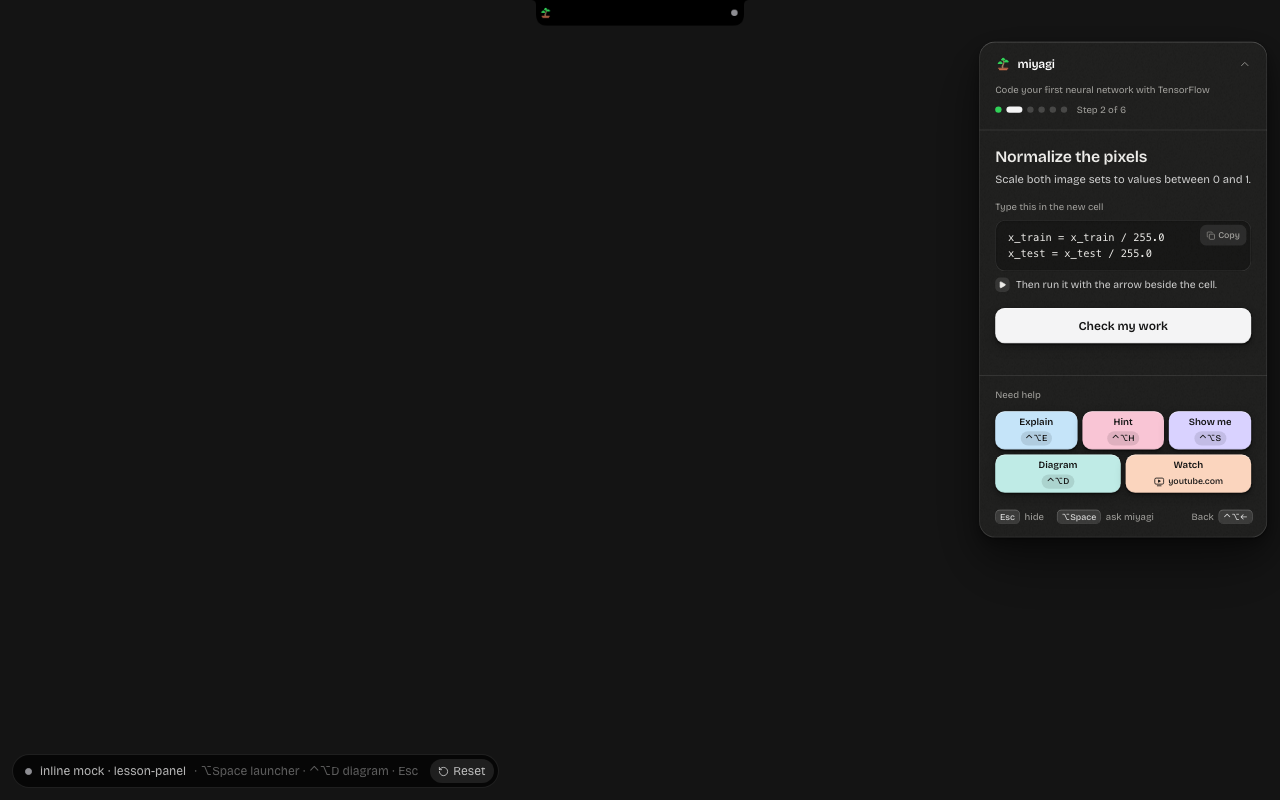 miyagi
Code your first neural network with TensorFlow
Step 2 of 6
Normalize the pixels
Scale both image sets to values between 0 and 1.
Type this in the new cell
x_train = x_train / 255.0
x_test = x_test / 255.0
Copy
Then run it with the arrow beside the cell.
Check my work
Need help
Explain
⌃⌥E
Hint
⌃⌥H
Show me
⌃⌥S
Diagram
⌃⌥D
Watch
youtube.com
Esc hide ⌥Space ask miyagi Back ⌃⌥←
inline mock · lesson-panel · ⌥Space launcher · ⌃⌥D diagram · Esc Reset